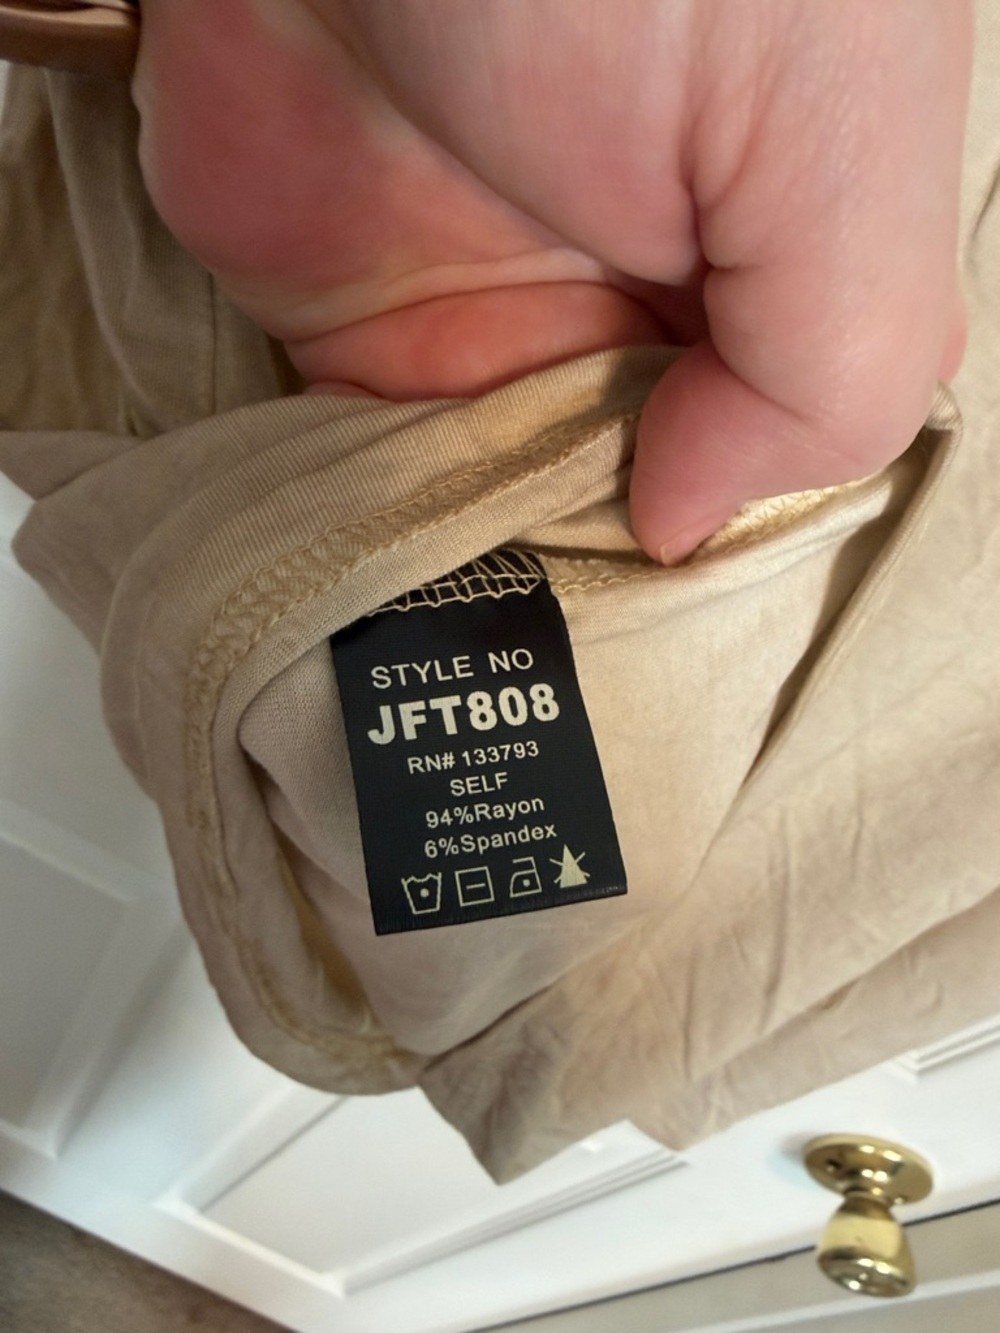 STYLE NO
JFT808
RN# 133793
SELF
94%Rayon
6%Spandex